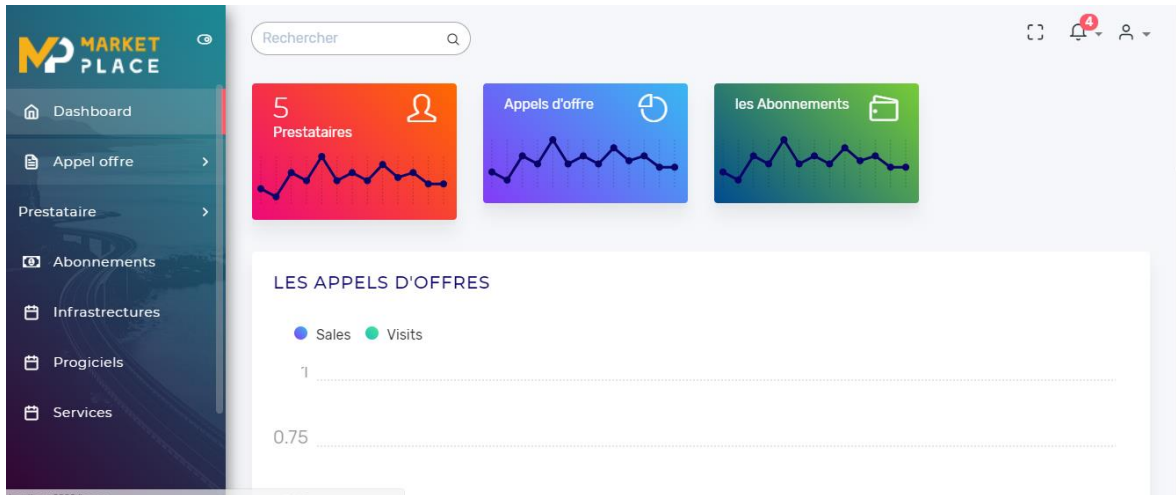 MARKET
PLACE
Dashboard
Appel offre
Prestataire
Abonnements
Infrastrectures
Progiciels
Services
Rechercher
4
5
Prestataires
Appels d'offre
les Abonnements
LES APPELS D'OFFRES
Sales
Visits
1
0.75